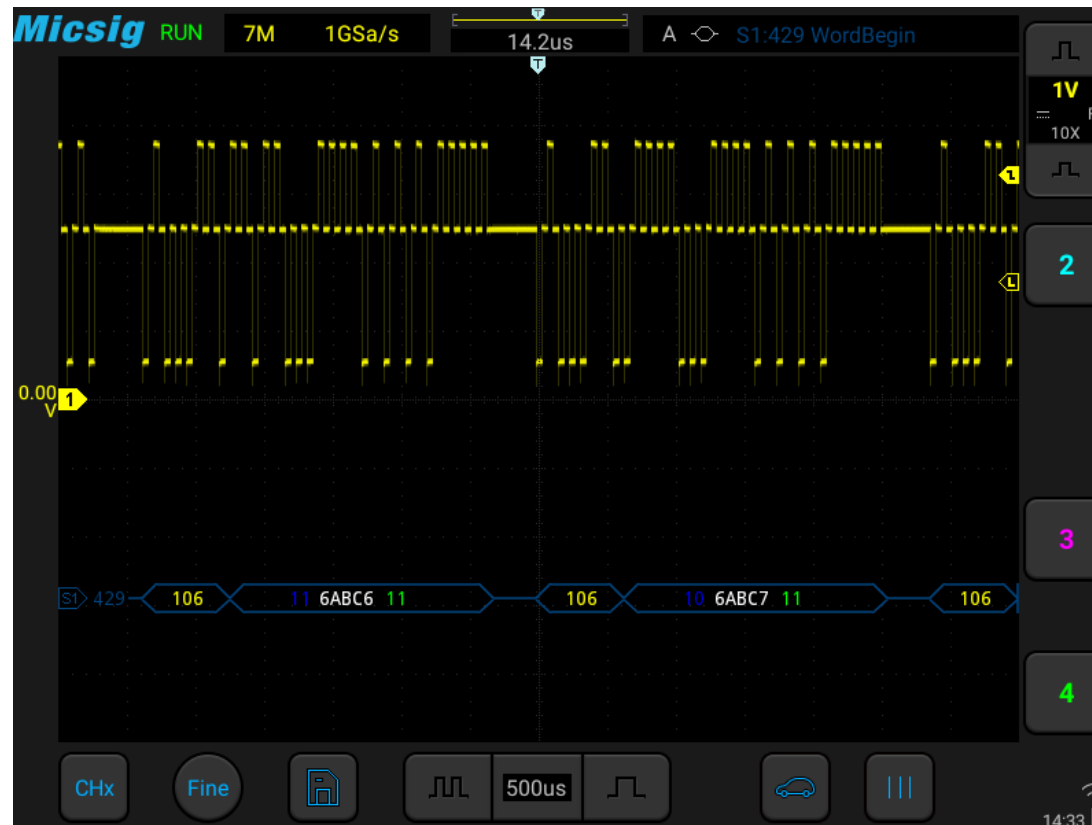 Micsig RUN 7M 1GSa/s 14.2us A S1:429 WordBegin
T
T
1V
10X
L
2
L
0.00
V
1
3
S1 429 106 11 6ABC6 11 106 10 6ABC7 11 106
4
CHx Fine 500us
14:33